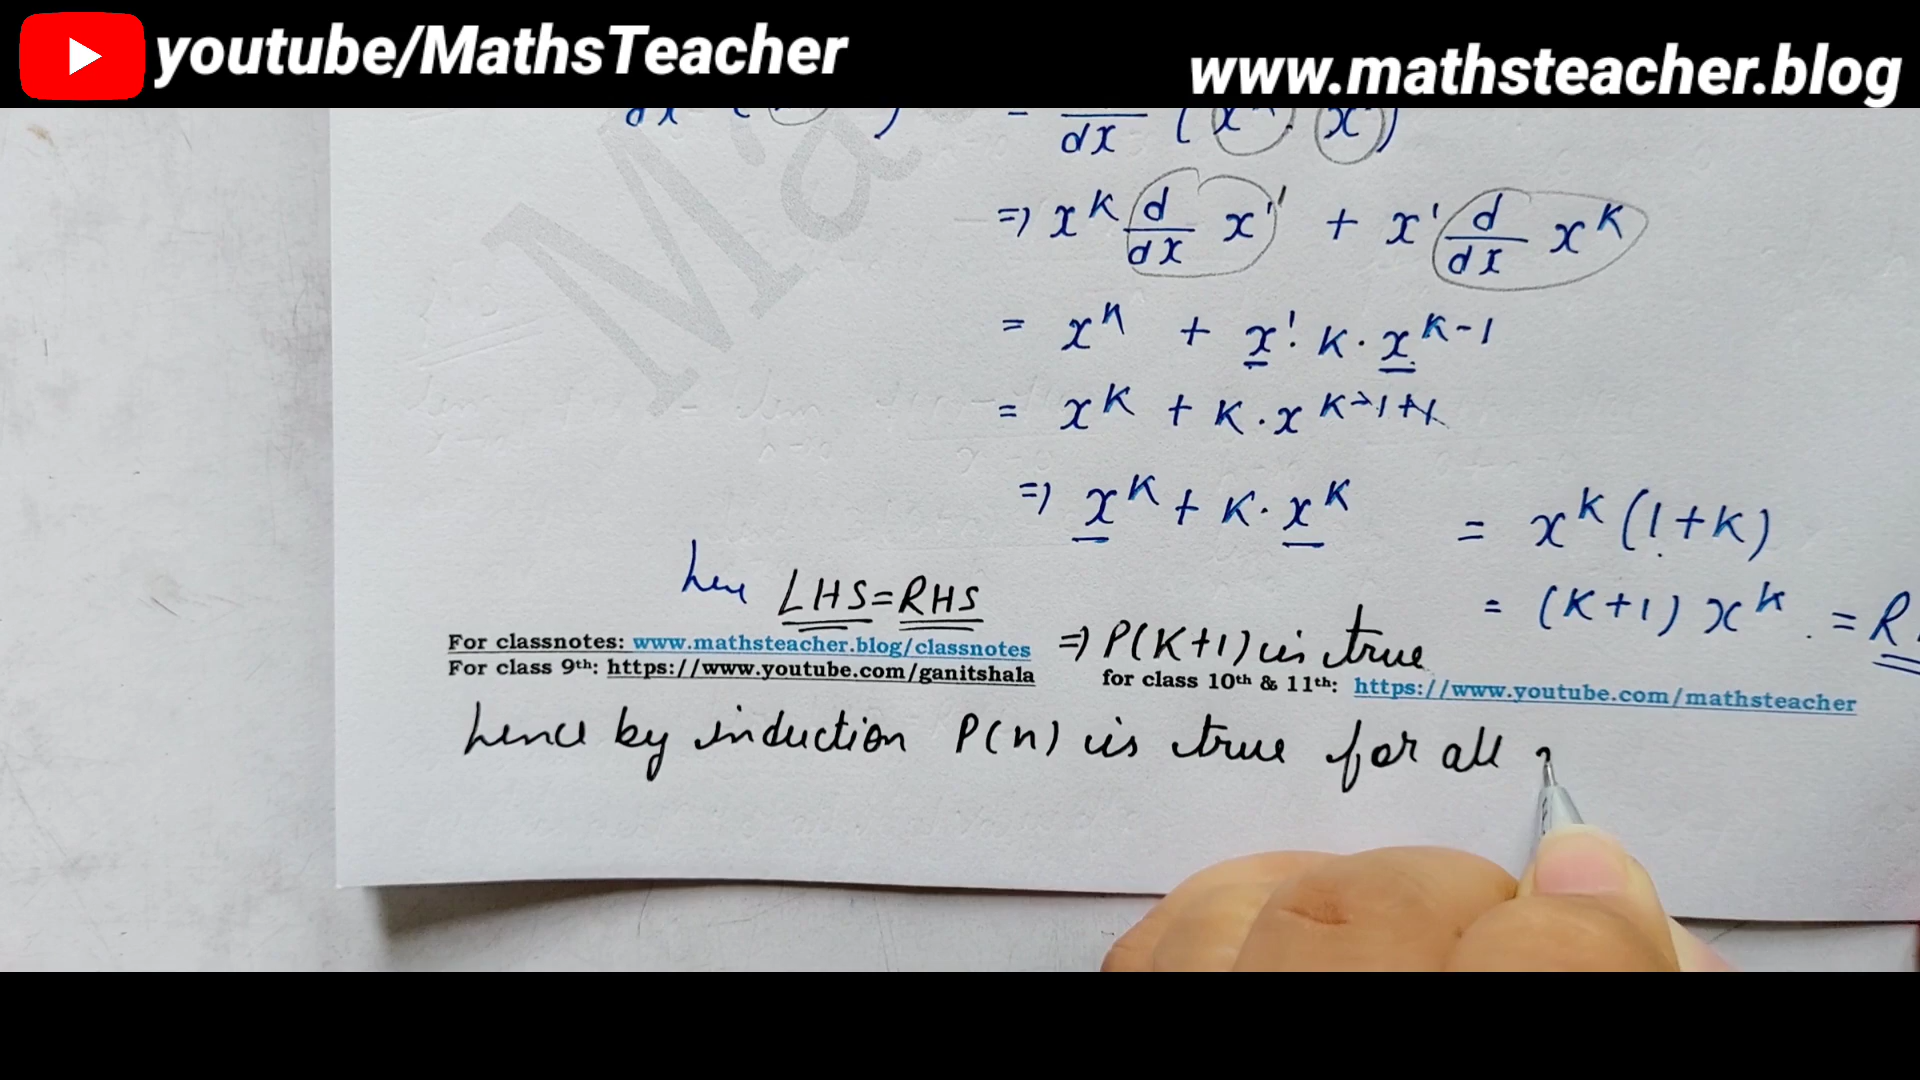 youtube/MathsTeacher
www.mathsteacher.blog
dx
dx ( x )
⇒ x^K d/dx x' + x' d/dx x^K
= x^K + x'. K. x^K-1
= x^K + K. x^K-1+1
⇒ x^K + K. x^K = x^K (1+K)
= (K+1) x^K. = R
here LHS=RHS
⇒ P(K+1) is true
For classnotes: www.mathsteacher.blog/classnotes
For class 9th: https://www.youtube.com/ganitshala
for class 10th & 11th: https://www.youtube.com/mathsteacher
hence by induction P(n) is true for all